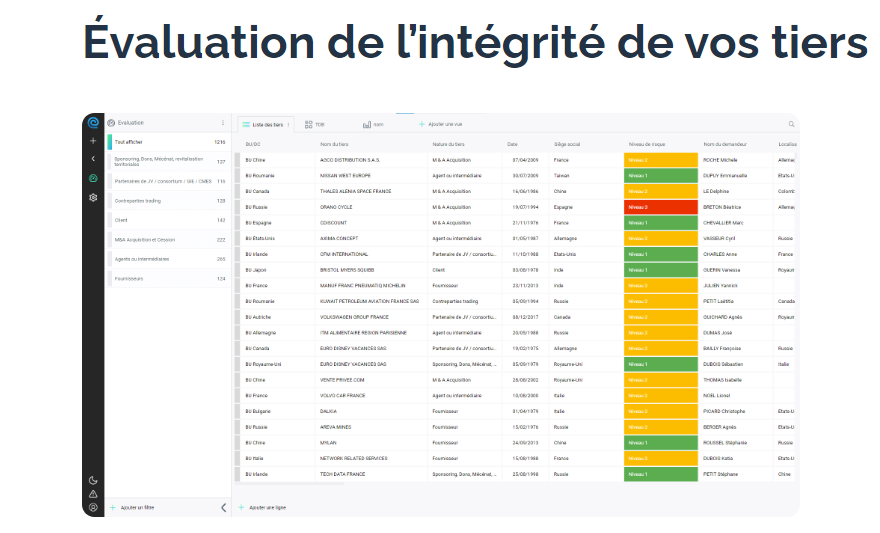 Évaluation de l'intégrité de vos tiers
Evaluation
Tout afficher 1216
Sponsoring, Dons, Mécénat, revitalisation territoriale 127
Partenaires de JV / consortium / GIE / CMES 116
Contreparties trading 128
Client 142
M&A Acquisition et Cession 222
Agents ou intermédiaires 265
Fournisseurs 124
Ajouter un filtre
Liste des tiers TDB Ajouter une vue
BU/DC Nom du tiers Nature du tiers Date Siège social Niveau de risque Nom du demandeur Localisa
BU Chine ASCO DISTRIBUTION S.A.S. M & A Acquisition 07/04/2009 France Niveau 2 ROCHE Michele Allemag
BU Roumanie NISSAN WEST EUROPE Agent ou intermédiaire 30/07/2005 Taiwan Niveau 1 DUPUY Emmanuelle Etats-U
BU Canada THALES ALENIA SPACE FRANCE M & A Acquisition 16/06/1986 China Niveau 2 LE Delphine Colomb
BU Russie ORANO CYCLE M & A Acquisition 19/07/1994 Espagne Niveau 3 BRETON Béatrice Allemag
BU Espagne CDISCOUNT M & A Acquisition 21/11/1976 France Niveau 1 CHEVALLIER Marc
BU États-Unis AXIMA CONCEPT Agent ou intermédiaire 01/05/1987 Allemagne Niveau 2 VASSEUR Cyril Russie
BU Irlande CFM INTERNATIONAL Partenaire de JV / consortiu... 11/10/1988 Etats-Unis Niveau 1 CHARLES Anne France
BU Japon BRISTOL MYERS SQUIBB Client 03/08/1978 Inde Niveau 1 GUERIN Vanessa Royaum
BU France MANUF FRANC PNEUMATIQ MICHELIN Fournisseur 23/11/2013 Inde Niveau 2 JULIEN Yannick
BU Roumanie KUWAIT PETROLEUM AVIATION FRANCE SAS Contreparties trading 05/09/1994 Russie Niveau 2 PETIT Laëtitia Canada
BU Autriche VOLKSWAGEN GROUP FRANCE Partenaire de JV / consortiu... 08/12/2017 Canada Niveau 2 GUICHARD Agnès Royaum
BU Allemagne ITM ALIMENTAIRE REGION PARISIENNE Agent ou intermédiaire 20/05/1988 Russie Niveau 2 DUMAS José
BU Canada EURO DISNEY VACANCES SAS Partenaire de JV / consortiu... 19/02/1975 Allemagne Niveau 2 BAILLY Françoise Russie
BU Royaume-Uni EURO DISNEY VACANCES SAS Sponsoring, Dons, Mécénat,... 05/09/1979 Royaume-Uni Niveau 1 DUBOIS Sébastien Italie
BU Chine VENTE PRIVEE.COM M & A Acquisition 28/08/2002 Royaume-Uni Niveau 2 THOMAS Isabelle
BU France VOLVO CAR FRANCE Agent ou intermédiaire 10/08/2008 Italie Niveau 2 NOEL Lionel
BU Bulgarie DALKIA Fournisseur 01/04/1979 Italie Niveau 2 PICARD Christophe Etats-U
BU Russie AREVA MINES Fournisseur 15/02/1976 Russie Niveau 2 BERGER Agnès Etats-U
BU Chine MYLAN Fournisseur 24/09/2013 Chine Niveau 1 ROUSSEL Stéphanie Russie
BU Italie NETWORK RELATED SERVICES Fournisseur 15/08/1988 France Niveau 2 DUBOIS Katia Etats-U
BU Irlande TECH DATA FRANCE Sponsoring, Dons, Mécénat,... 25/08/1998 Russie Niveau 1 PETIT Stéphane Chine
Ajouter une ligne